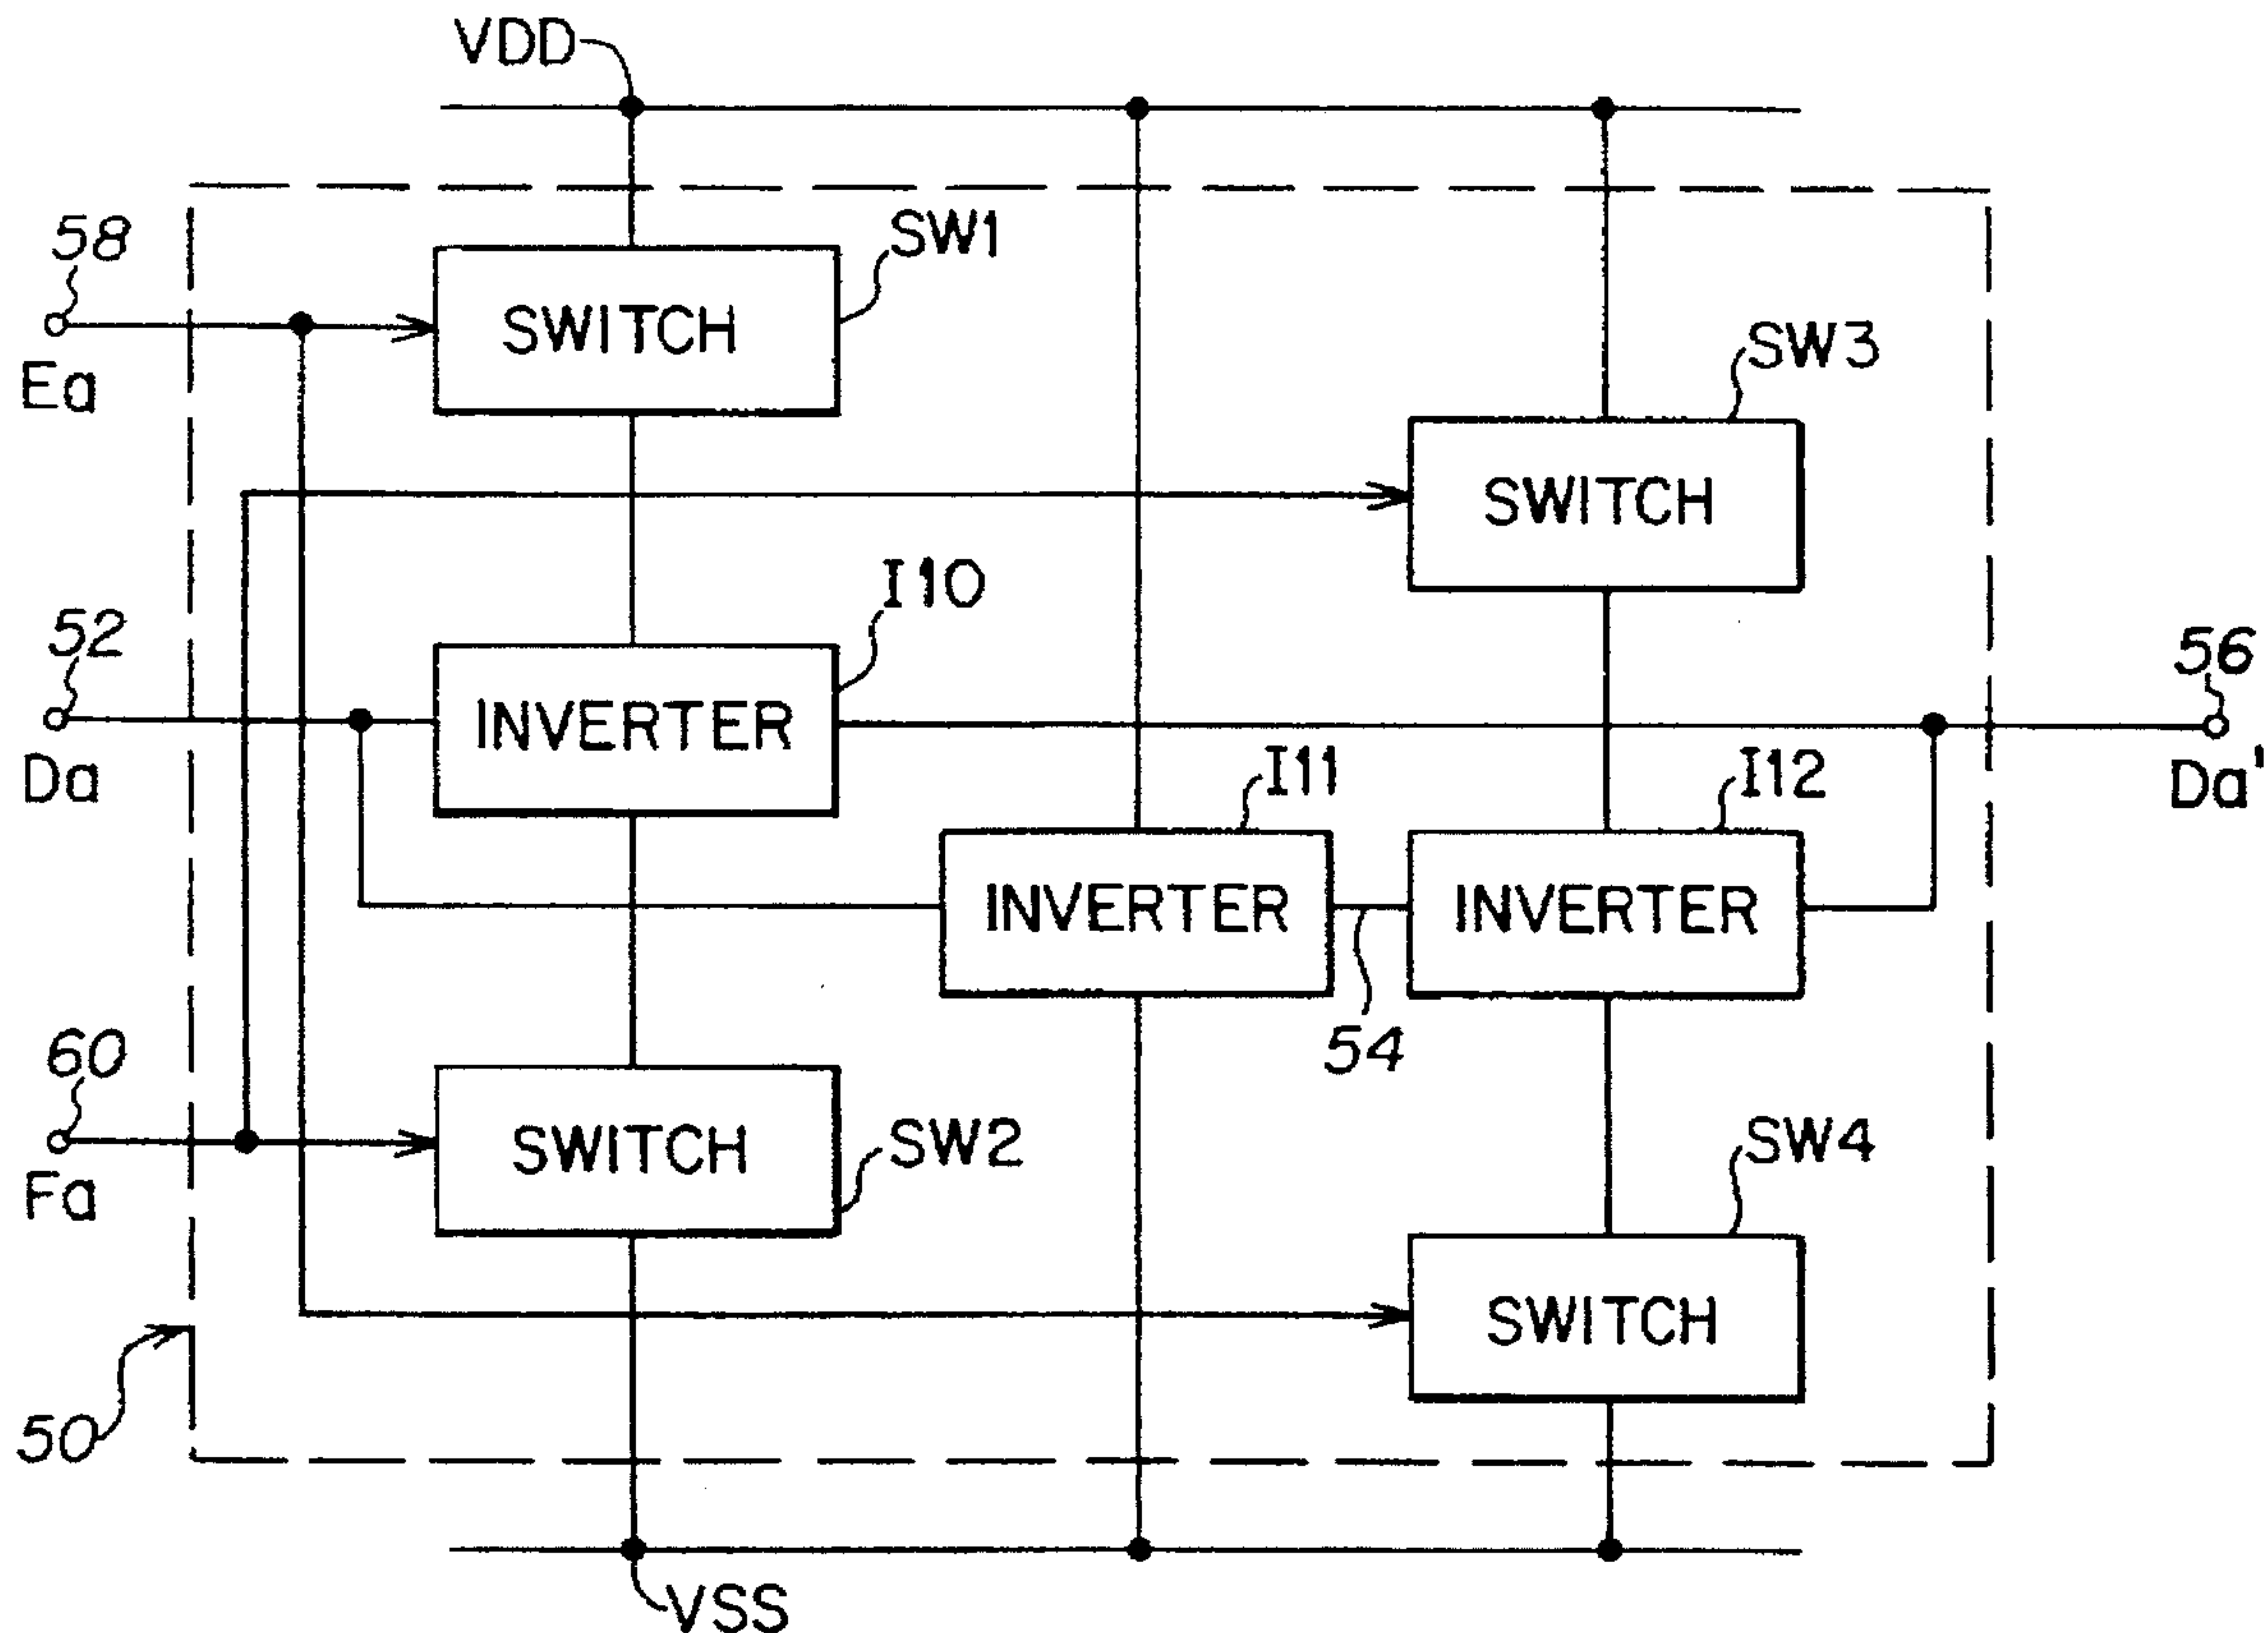 VDD
58
SW1
SWITCH
Ea
SW3
SWITCH
I10
52
56
INVERTER
Da
Da'
I11
I12
INVERTER
INVERTER
60
54
SWITCH
SW2
SW4
Fa
SWITCH
50
VSS